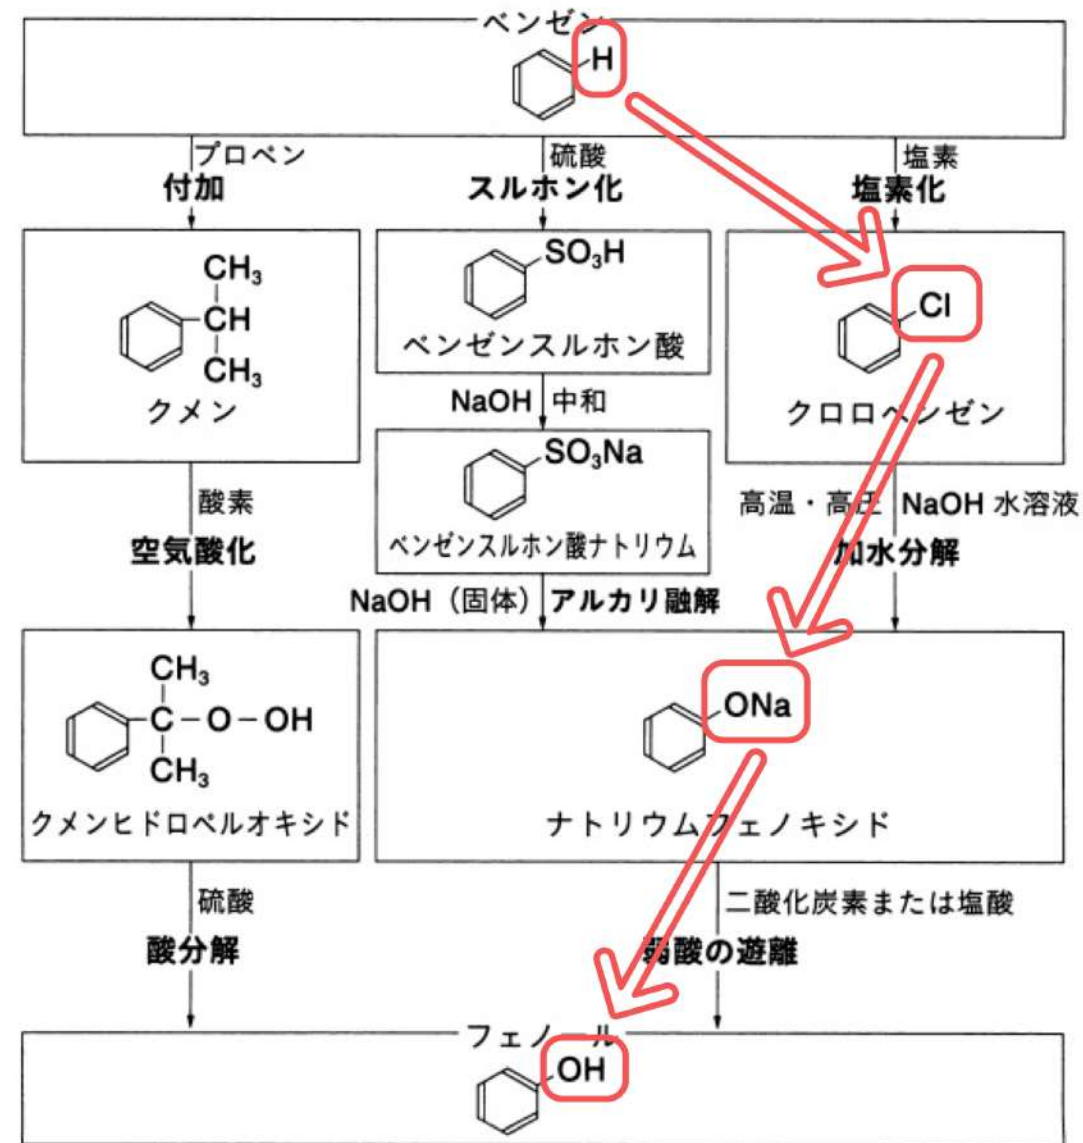 ベンゼン
H
プロペン
付加
硫酸
スルホン化
塩素
塩素化
CH₃
CH
CH₃
クメン
SO₃H
ベンゼンスルホン酸
NaOH 中和
SO₃Na
ベンゼンスルホン酸ナトリウム
Cl
クロロベンゼン
酸素
空気酸化
NaOH（固体） アルカリ融解
高温・高圧 NaOH 水溶液
加水分解
CH₃
C－O－OH
CH₃
クメンヒドロペルオキシド
ONa
ナトリウムフェノキシド
硫酸
酸分解
二酸化炭素または塩酸
弱酸の遊離
フェノール
OH